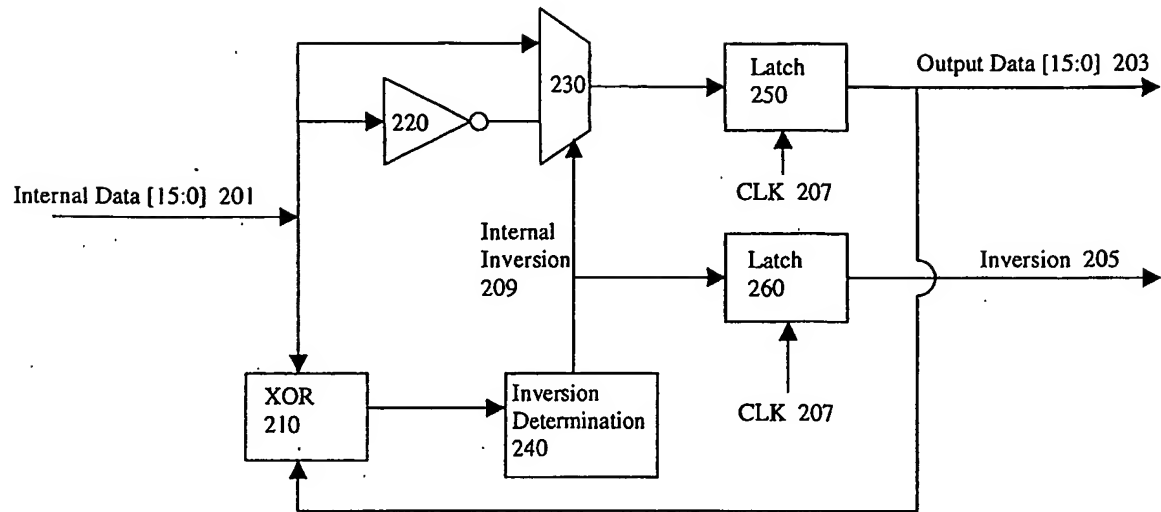 Latch
250
Output Data [15:0] 203
230
220
CLK 207
Internal Data [15:0] 201
Internal
Inversion
209
Latch
260
Inversion 205
XOR
210
Inversion
Determination
240
CLK 207